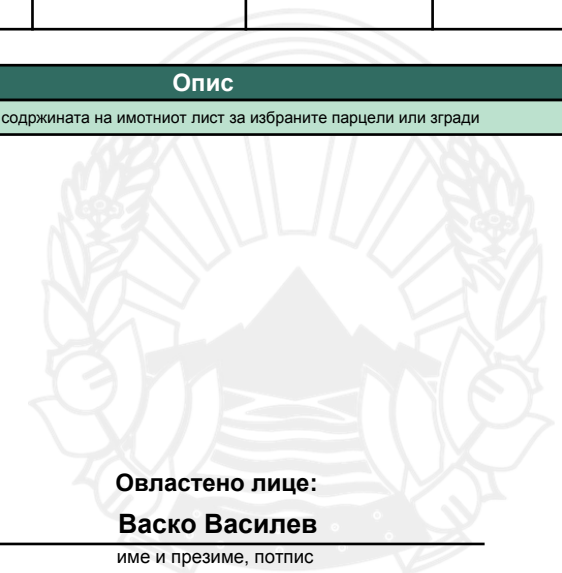 Опис
содржината на имотниот лист за избраните парцели или згради
Овластено лице:
Васко Василев
име и презиме, потпис